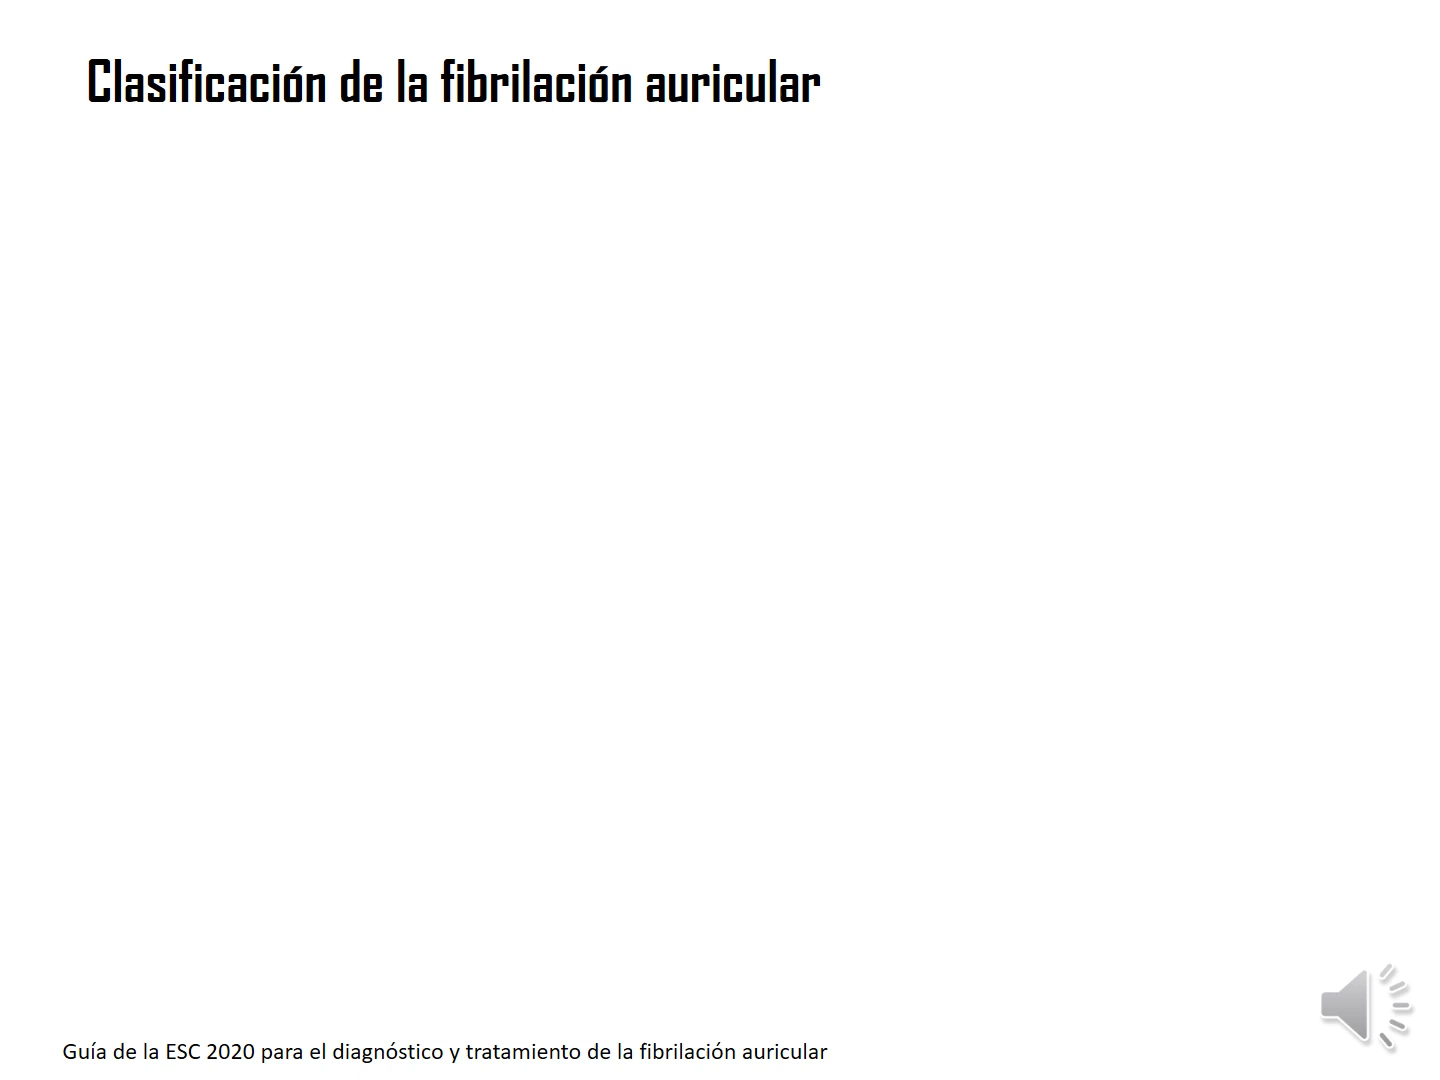 Clasificación de la fibrilación auricular
Guía de la ESC 2020 para el diagnóstico y tratamiento de la fibrilación auricular